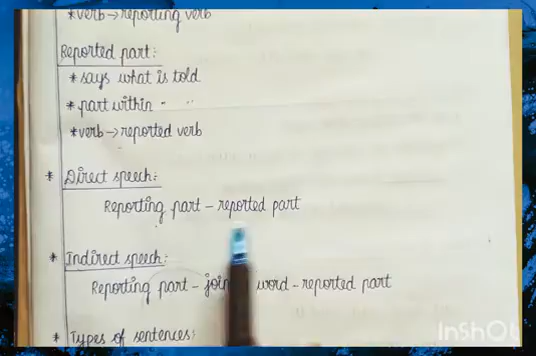 *verb→reporting verb
Reported part:
*says what is told
*part within " "
*verb→reported verb
* Direct speech:
Reporting part - reported part
* Indirect speech:
Reporting part - join word - reported part
* Types of sentences:
InShOt